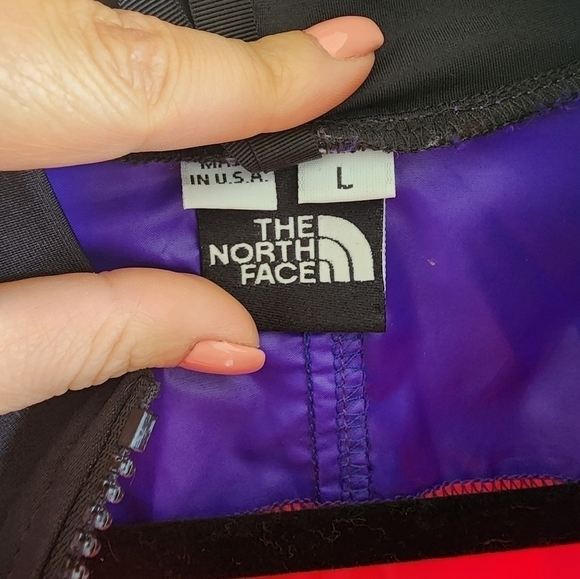 IN U.S.A.
L
THE
NORTH
FACE